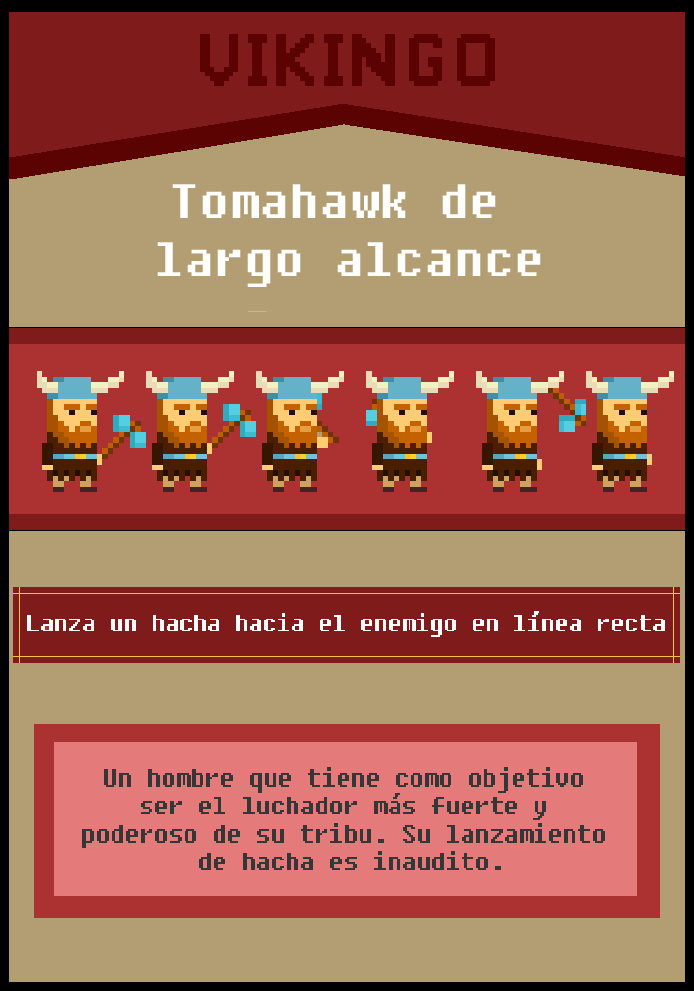 VIKINGO
Tomahawk de
largo alcance
Lanza un hacha hacia el enemigo en línea recta
Un hombre que tiene como objetivo
ser el luchador más fuerte y
poderoso de su tribu. Su lanzamiento
de hacha es inaudito.